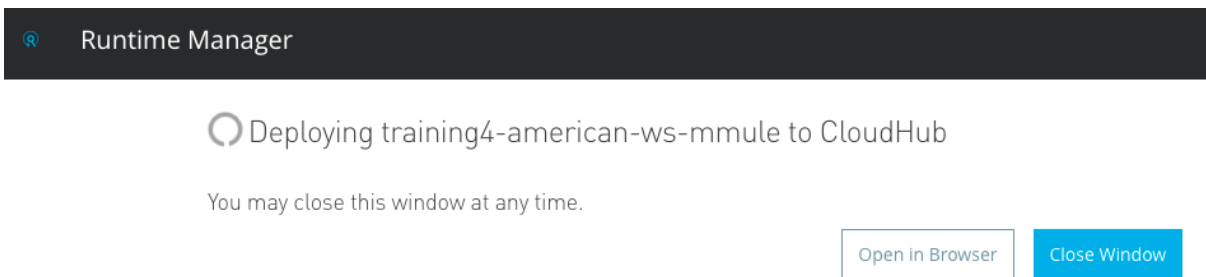 Runtime Manager
Deploying training4-american-ws-mmule to CloudHub
You may close this window at any time.
Open in Browser
Close Window